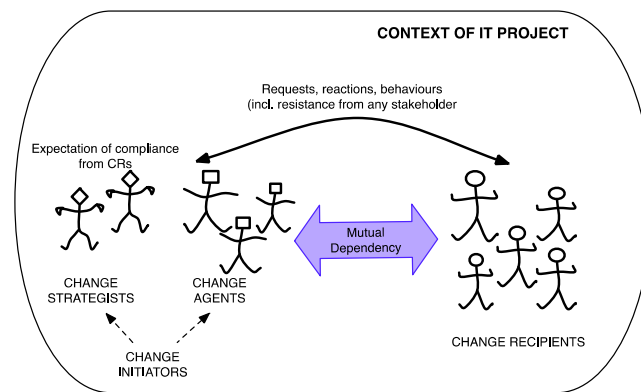 CONTEXT OF IT PROJECT
Requests, reactions, behaviours
(incl. resistance from any stakeholder
Expectation of compliance
from CRs
Mutual
Dependency
CHANGE
STRATEGISTS
CHANGE
AGENTS
CHANGE RECIPIENTS
CHANGE
INITIATORS